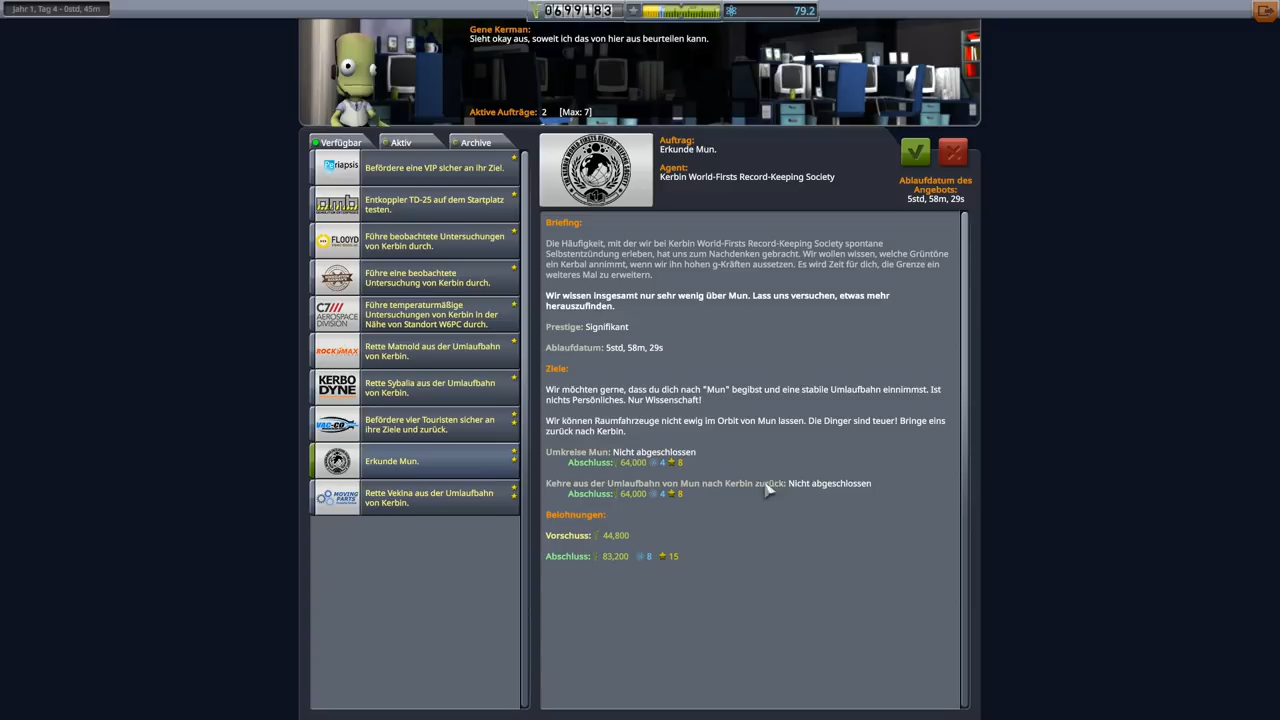 Jahr 1, Tag 4 - 0std, 45m
0699183
79.2
Gene Kerman:
Sieht okay aus, soweit ich das von hier aus beurteilen kann.
Aktive Aufträge: 2 [Max: 7]
Verfügbar
Aktiv
Archive
Periapsis
Befördere eine VIP sicher an ihr Ziel.
Entkoppler TD-25 auf dem Startplatz
testen.
FLOOYD
Führe beobachtete Untersuchungen
von Kerbin durch.
Führe eine beobachtete
Untersuchung von Kerbin durch.
C7///
AEROSPACE
DIVISION
Führe temperaturmäßige
Untersuchungen von Kerbin in der
Nähe von Standort W6PC durch.
ROCKOMAX
Rette Matnold aus der Umlaufbahn
von Kerbin.
KERBO
DYNE
Rette Sybalia aus der Umlaufbahn
von Kerbin.
VAC-CO
Befördere vier Touristen sicher an
ihre Ziele und zurück.
Erkunde Mun.
MOVING
PARTS
Rette Vekina aus der Umlaufbahn
von Kerbin.
Auftrag:
Erkunde Mun.
Agent:
Kerbin World-Firsts Record-Keeping Society
Ablaufdatum des
Angebots:
5std, 58m, 29s
Briefing:
Die Häufigkeit, mit der wir bei Kerbin World-Firsts Record-Keeping Society spontane
Selbstentzündung erleben, hat uns zum Nachdenken gebracht. Wir wollen wissen, welche Grüntöne
ein Kerbal annimmt, wenn wir ihn hohen g-Kräften aussetzen. Es wird Zeit für dich, die Grenze ein
weiteres Mal zu erweitern.
Wir wissen insgesamt nur sehr wenig über Mun. Lass uns versuchen, etwas mehr
herauszufinden.
Prestige: Signifikant
Ablaufdatum: 5std, 58m, 29s
Ziele:
Wir möchten gerne, dass du dich nach "Mun" begibst und eine stabile Umlaufbahn einnimmst. Ist
nichts Persönliches. Nur Wissenschaft!
Wir können Raumfahrzeuge nicht ewig im Orbit von Mun lassen. Die Dinger sind teuer! Bringe eins
zurück nach Kerbin.
Umkreise Mun: Nicht abgeschlossen
Abschluss: 64,000 4 8
Kehre aus der Umlaufbahn von Mun nach Kerbin zurück: Nicht abgeschlossen
Abschluss: 64,000 4 8
Belohnungen:
Vorschuss: 44,800
Abschluss: 83,200 8 15